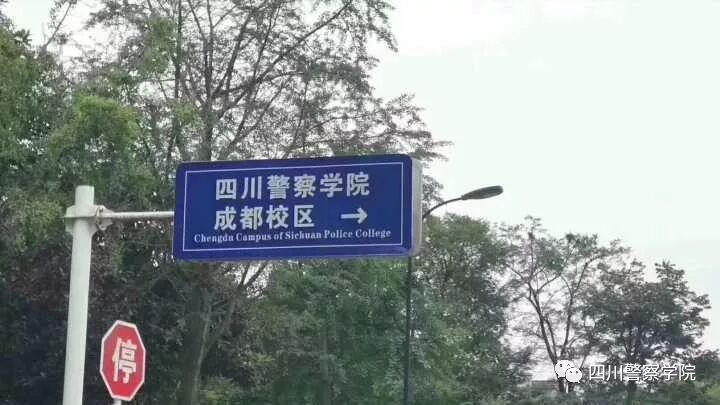 四川警察学院
成都校区 →
Chengdu Campus of Sichuan Police College
停
四川警察学院